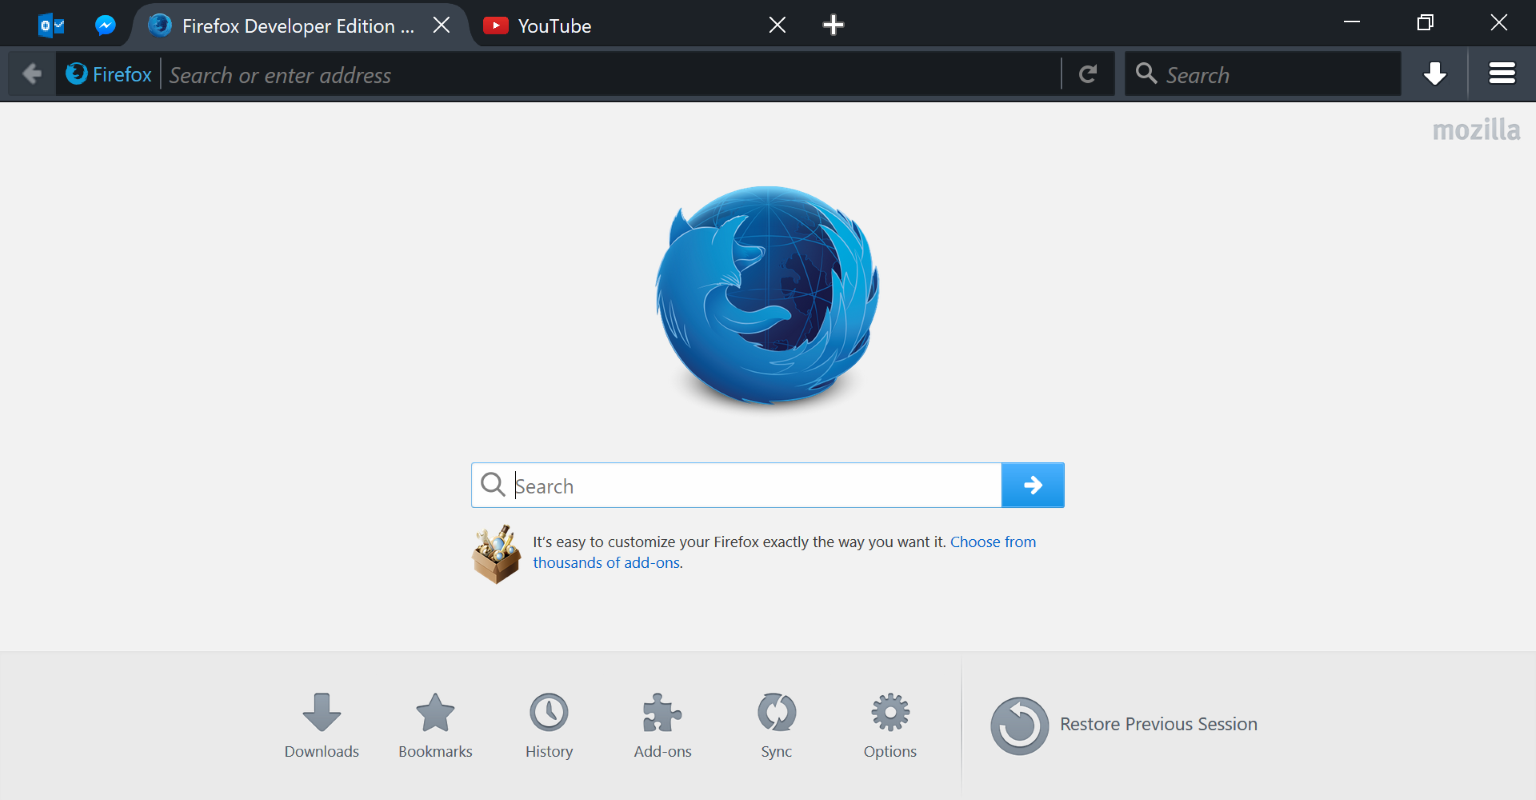 Firefox Developer Edition ...
YouTube
Firefox
Search or enter address
Search
mozilla
Search
It's easy to customize your Firefox exactly the way you want it. Choose from
thousands of add-ons.
Downloads
Bookmarks
History
Add-ons
Sync
Options
Restore Previous Session